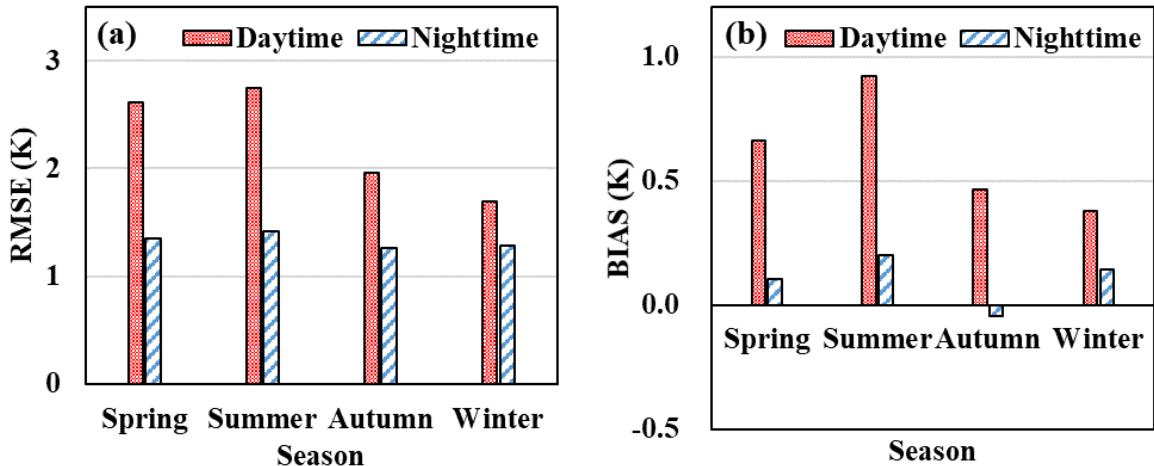 (a) Daytime Nighttime
3
2
1
0
RMSE (K)
Spring Summer Autumn Winter
Season
(b) Daytime Nighttime
1.0
0.5
0.0
-0.5
BIAS (K)
Spring Summer Autumn Winter
Season